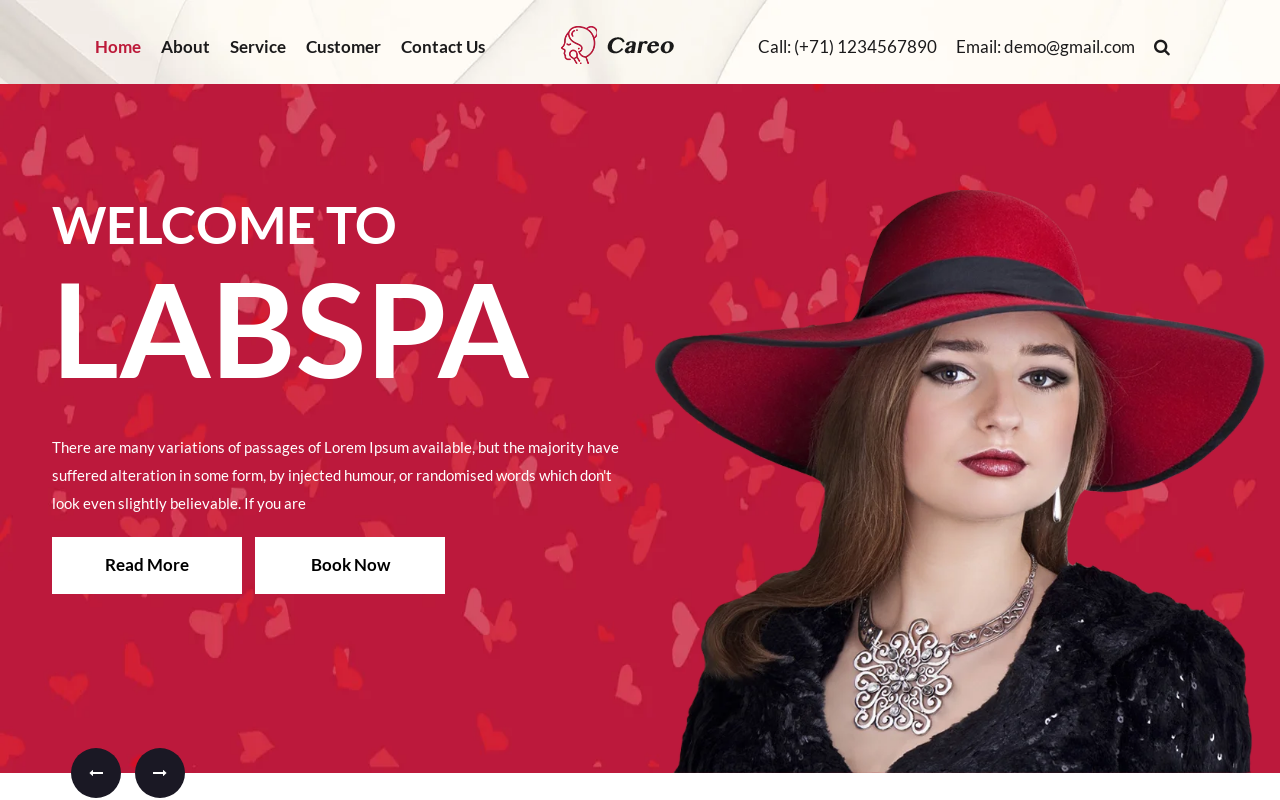 Home About Service Customer Contact Us
Careo
Call: (+71) 1234567890 Email: demo@gmail.com
WELCOME TO
LABSPA
There are many variations of passages of Lorem Ipsum available, but the majority have
suffered alteration in some form, by injected humour, or randomised words which don't
look even slightly believable. If you are
Read More Book Now